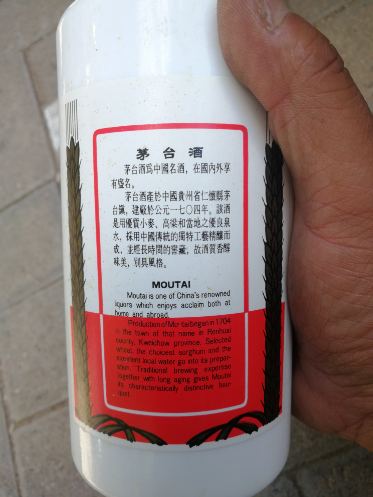 茅台酒
茅台酒爲中國名酒，在國内外享
有盛名。
茅台酒產於中國貴州省仁懷縣茅
台鎮，建廠於公元一七〇四年。該酒
是用優質小麥、高梁和當地之優良泉
水，採用中國傳統的獨特工藝精釀而
成，並經長時間的窖藏，故酒質香醇
味美，別具風格。
MOUTAI
Moutai is one of China's renowned
liquors which enjoys acclaim both at
home and abroad.
Production of Moutai began in 1704
in the town of that name in Renhuai
county, Kweichow province. Selected
wheat, the choicest sorghum and the
excellent local water go into its prepar-
ation. Traditional brewing expertise
together with long aging gives Moutai
its characteristically distinctive bou-
quet.